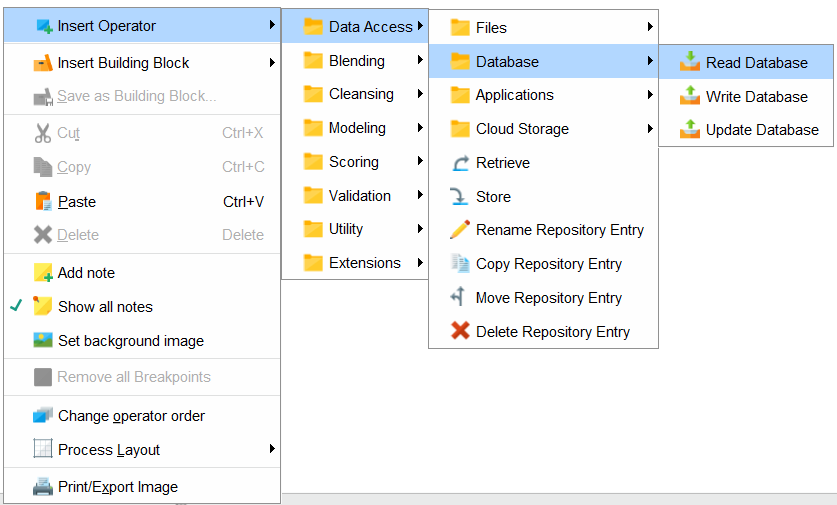 Insert Operator
Insert Building Block
Save as Building Block...
Cut Ctrl+X
Copy Ctrl+C
Paste Ctrl+V
Delete Delete
Add note
Show all notes
Set background image
Remove all Breakpoints
Change operator order
Process Layout
Print/Export Image
Data Access
Blending
Cleansing
Modeling
Scoring
Validation
Utility
Extensions
Files
Database
Applications
Cloud Storage
Retrieve
Store
Rename Repository Entry
Copy Repository Entry
Move Repository Entry
Delete Repository Entry
Read Database
Write Database
Update Database